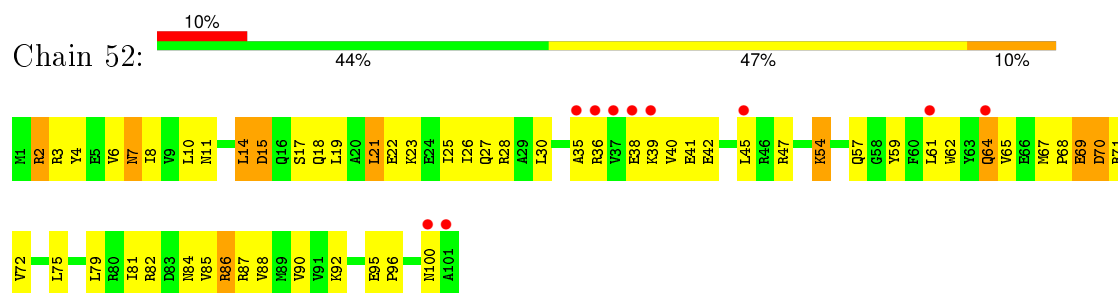 10%
Chain 52:
44% 47% 10%
M1 R2 R3 Y4 E5 V6 N7 I8 V9 L10 N11 L14 D15 Q16 S17 Q18 L19 A20 L21 E22 K23 E24 I25 I26 Q27 R28 A29 L30 A35 R36 V37 E38 K39 V40 E41 E42 L45 R46 R47 K54 Q57 G58 Y59 F60 L61 W62 Y63 Q64 V65 E66 M67 P68 E69 D70 R71
V72 L75 L79 R80 I81 R82 D83 N84 V85 R86 R87 V88 M89 V90 V91 K92 E95 P96 N100 A101